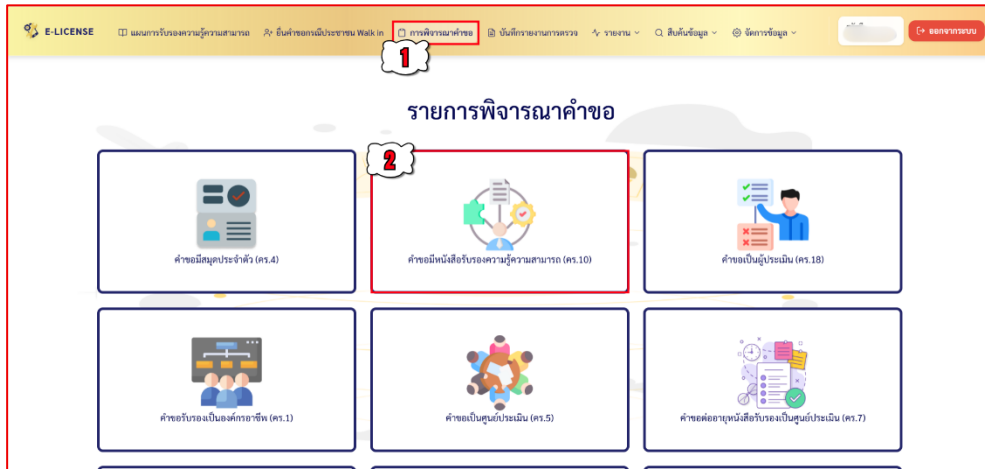 E-LICENSE แผนการรับรองความรู้ความสามารถ ยื่นคำขอกรณีประชาชน Walk in การพิจารณาคำขอ บันทึกรายงานการตรวจ รายงาน สืบค้นข้อมูล จัดการข้อมูล ออกจากระบบ
1
รายการพิจารณาคำขอ
2
คำขอมีสมุดประจำตัว (คร.4)
คำขอมีหนังสือรับรองความรู้ความสามารถ (คร.10)
คำขอเป็นผู้ประเมิน (คร.18)
คำขอรับรองเป็นองค์กรอาชีพ (คร.1)
คำขอเป็นศูนย์ประเมิน (คร.5)
คำขอต่ออายุหนังสือรับรองเป็นศูนย์ประเมิน (คร.7)